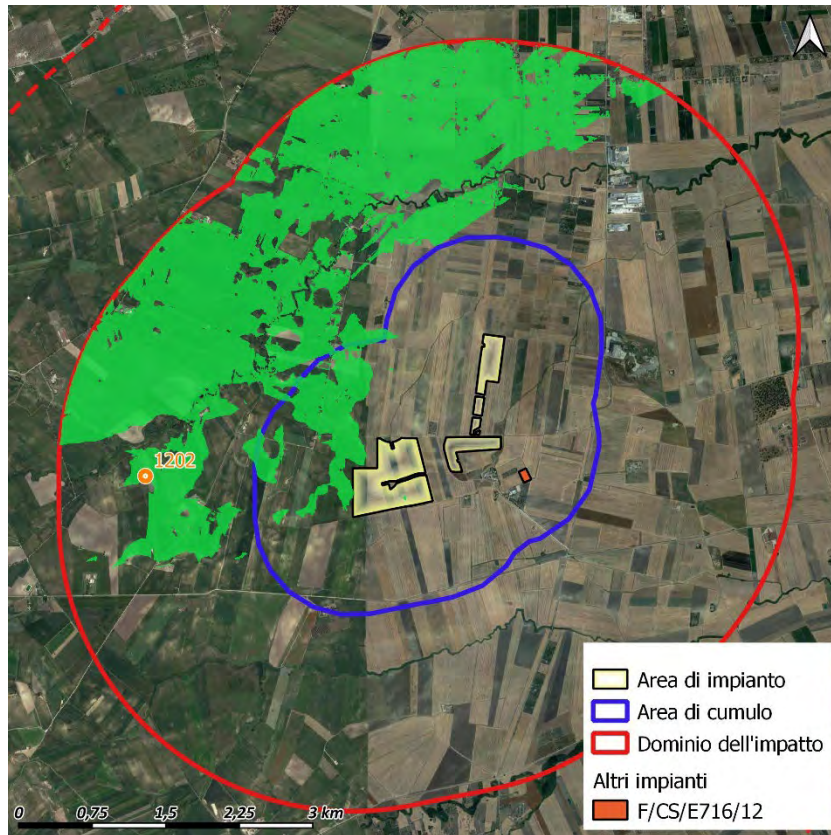 1202
0 0,75 1,5 2,25 3 km
Area di impianto
Area di cumulo
Dominio dell'impatto
Altri impianti
F/CS/E716/12